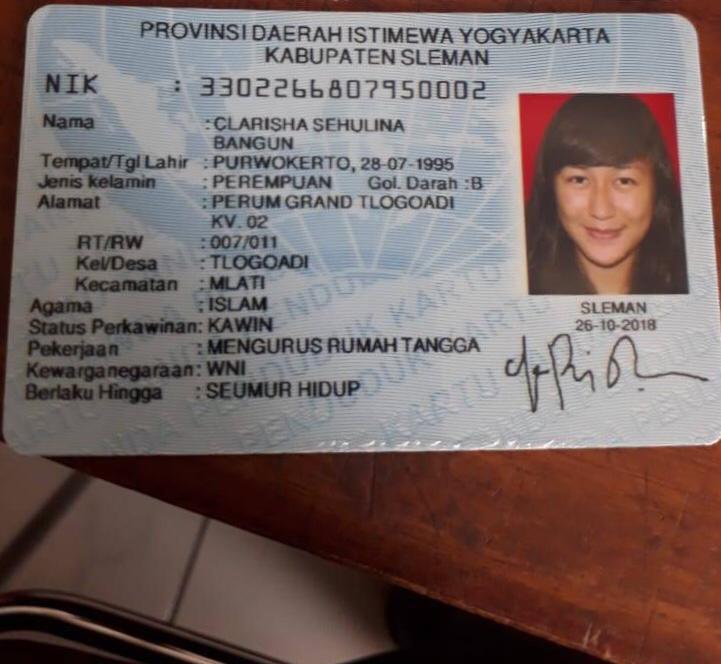 PROVINSI DAERAH ISTIMEWA YOGYAKARTA
KABUPATEN SLEMAN
NIK : 3302266807950002
Nama : CLARISHA SEHULINA
BANGUN
Tempat/Tgl Lahir : PURWOKERTO, 28-07-1995
Jenis kelamin : PEREMPUAN Gol. Darah :B
Alamat : PERUM GRAND TLOGOADI
KV. 02
RT/RW : 007/011
Kel/Desa : TLOGOADI
Kecamatan : MLATI
Agama : ISLAM
Status Perkawinan: KAWIN
Pekerjaan : MENGURUS RUMAH TANGGA
Kewarganegaraan: WNI
Berlaku Hingga : SEUMUR HIDUP
SLEMAN
26-10-2018